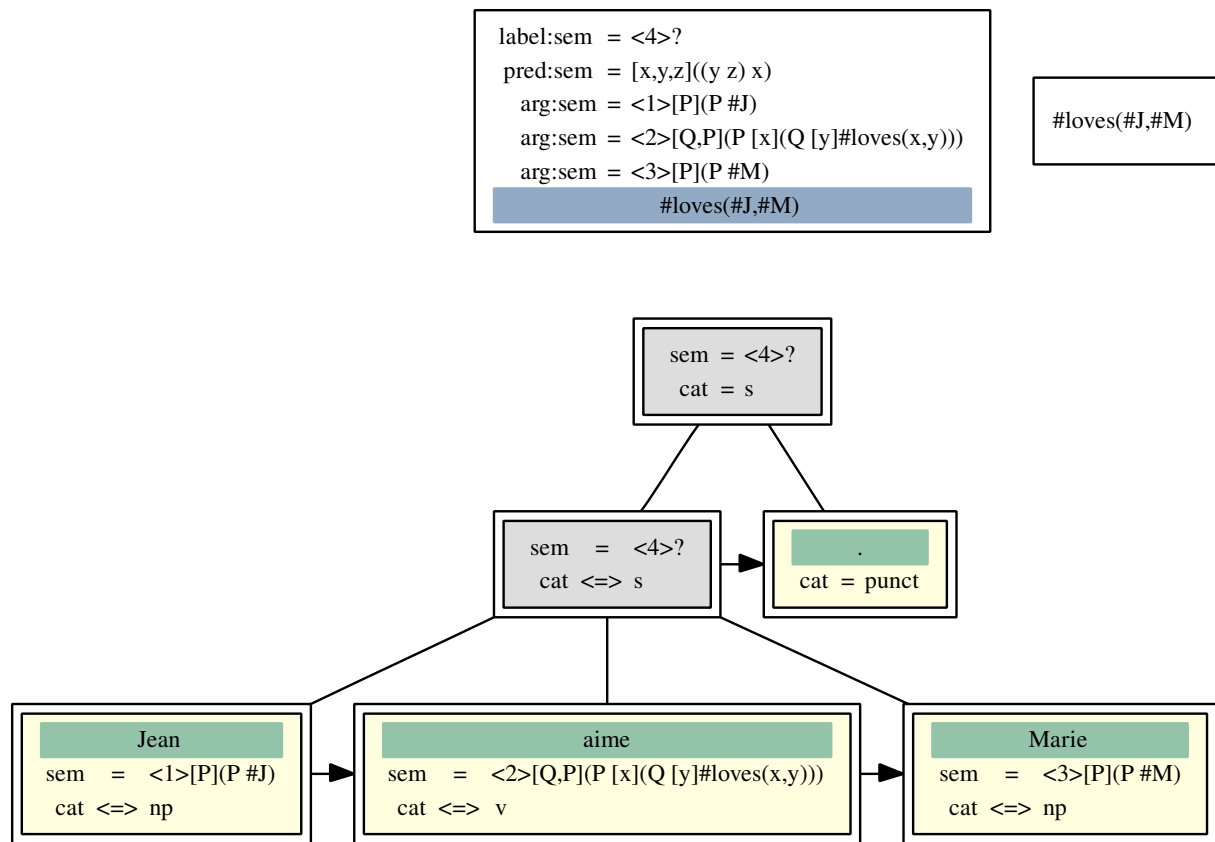 label:sem = <4>?
pred:sem = [x,y,z]((y z) x)
arg:sem = <1>[P](P #J)
arg:sem = <2>[Q,P](P [x](Q [y]#loves(x,y)))
arg:sem = <3>[P](P #M)
#loves(#J,#M)
#loves(#J,#M)
sem = <4>?
cat = s
sem = <4>?
cat <=> s
.
cat = punct
Jean
sem = <1>[P](P #J)
cat <=> np
aime
sem = <2>[Q,P](P [x](Q [y]#loves(x,y)))
cat <=> v
Marie
sem = <3>[P](P #M)
cat <=> np